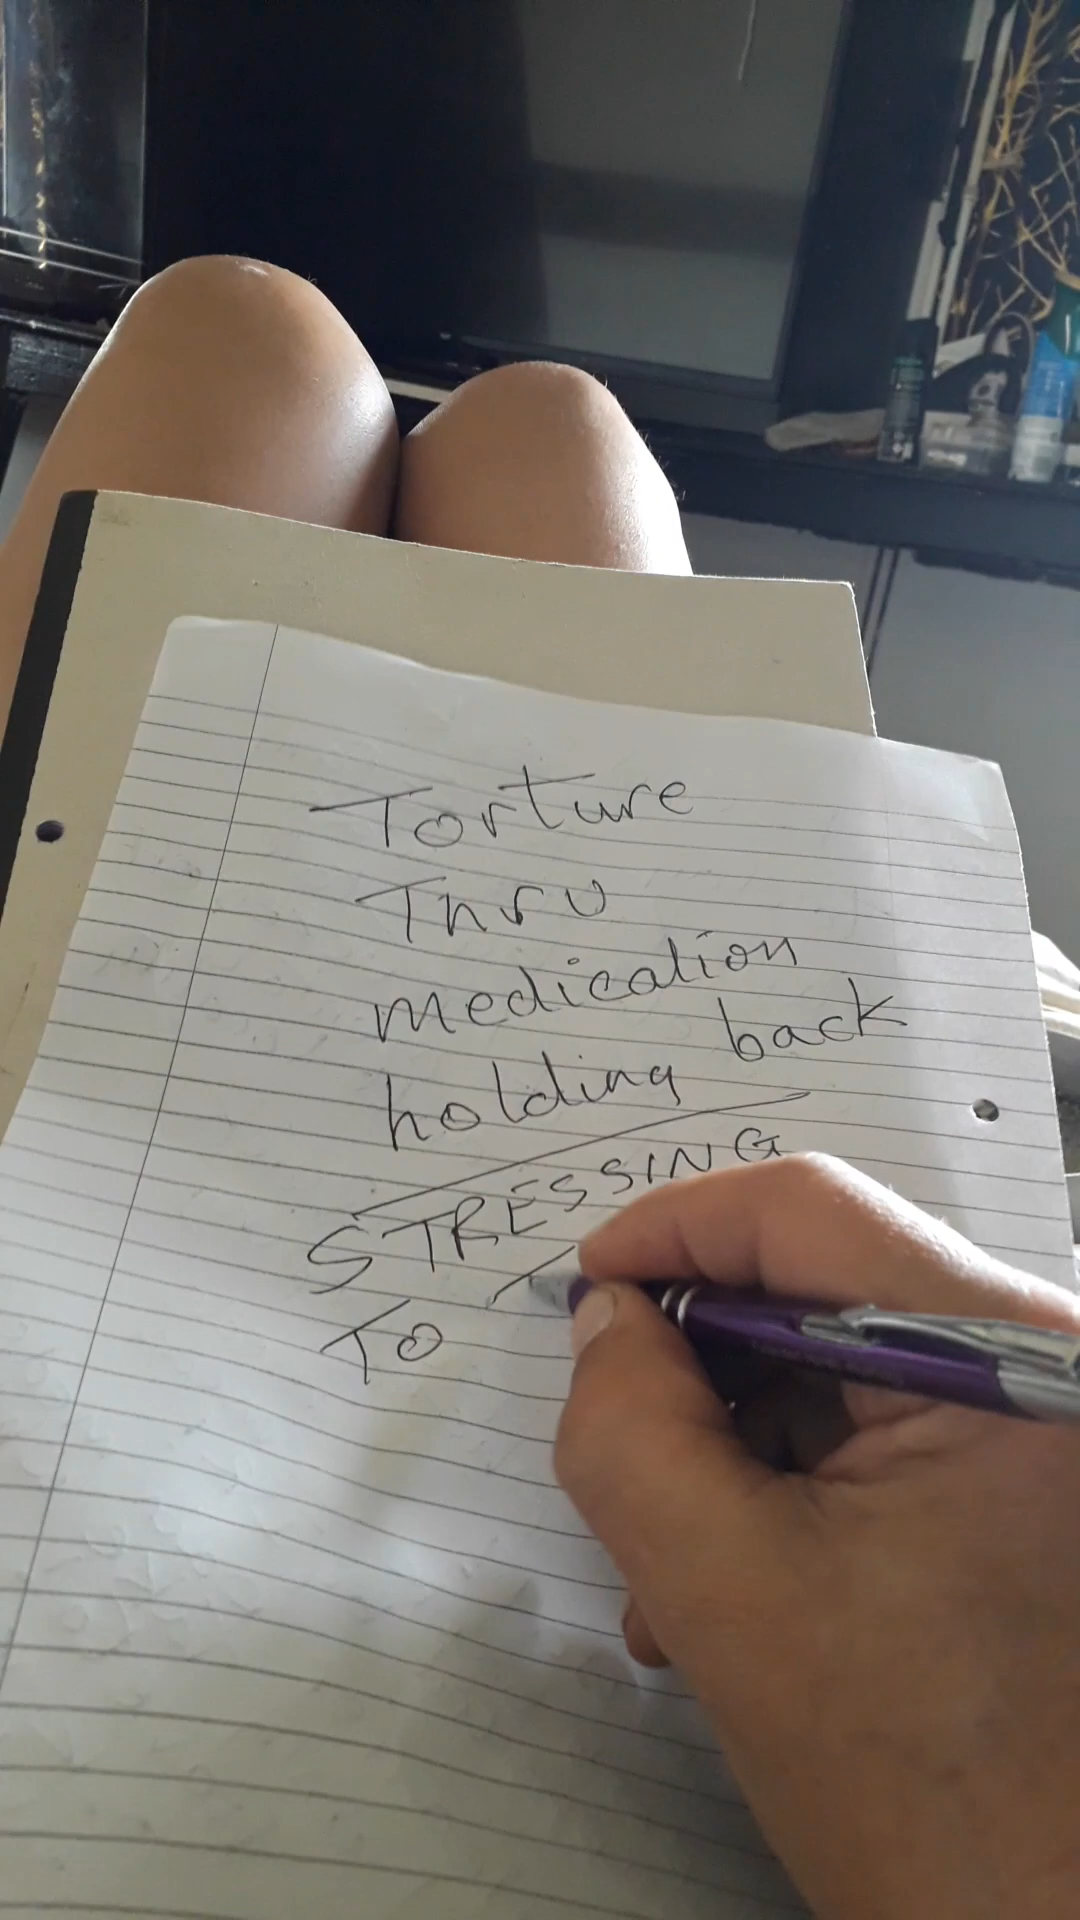 Torture
Thru
medication
holding back
STRESSING
TO